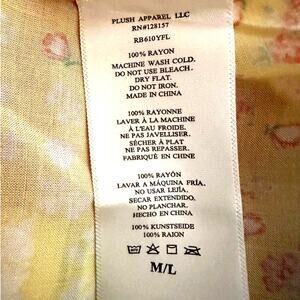 PLUSH APPAREL LLC
RN#128157
RB610YFL
100% RAYON
MACHINE WASH COLD.
DO NOT USE BLEACH.
DRY FLAT.
DO NOT IRON.
MADE IN CHINA
100% RAYONNE
LAVER À LA MACHINE
À L'EAU FROIDE.
NE PAS JAVELLISER.
SÉCHER À PLAT
NE PAS REPASSER.
FABRIQUÉ EN CHINE
100% RAYÓN
LAVAR A MÁQUINA FRÍA.
NO USAR LEJÍA.
SECAR EXTENDIDO.
NO PLANCHAR.
HECHO EN CHINA
100% KUNSTSEIDE
100% RAION
M/L